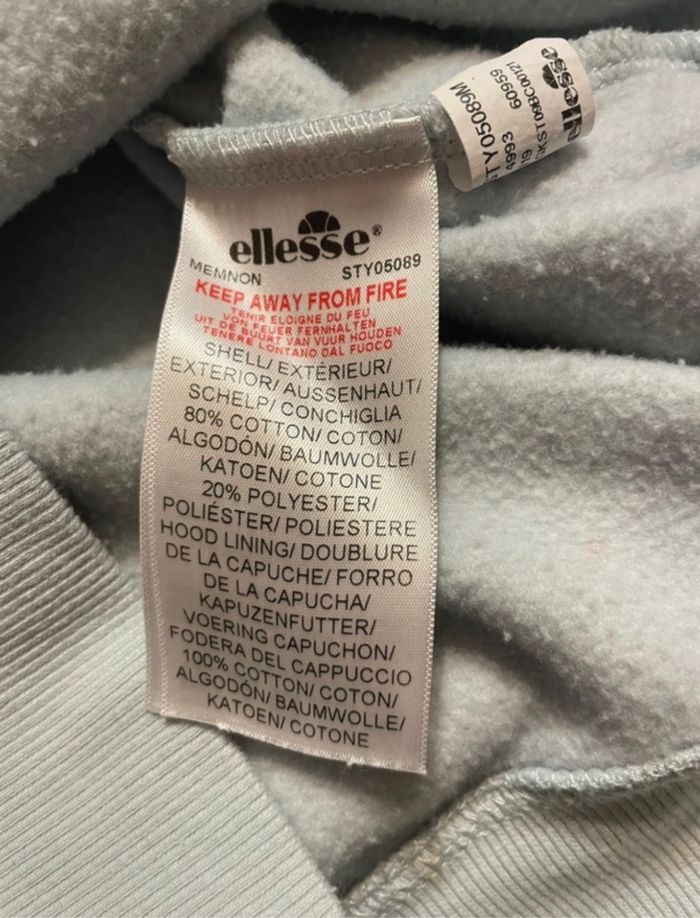 ellesse®
MEMNON STY05089
KEEP AWAY FROM FIRE
TENIR ELOIGNE DU FEU
VON FEUER FERNHALTEN
UIT DE BUURT VAN VUUR HOUDEN
TENERE LONTANO DAL FUOCO
SHELL/ EXTÉRIEUR/
EXTERIOR/ AUSSENHAUT/
SCHELP/ CONCHIGLIA
80% COTTON/ COTON/
ALGODÓN/ BAUMWOLLE/
KATOEN/ COTONE
20% POLYESTER/
POLIÉSTER/ POLIESTERE
HOOD LINING/ DOUBLURE
DE LA CAPUCHE/ FORRO
DE LA CAPUCHA/
KAPUZENFUTTER/
VOERING CAPUCHON/
FODERA DEL CAPPUCCIO
100% COTTON/ COTON/
ALGODÓN/ BAUMWOLLE/
KATOEN/ COTONE
ellesse
60959
4993